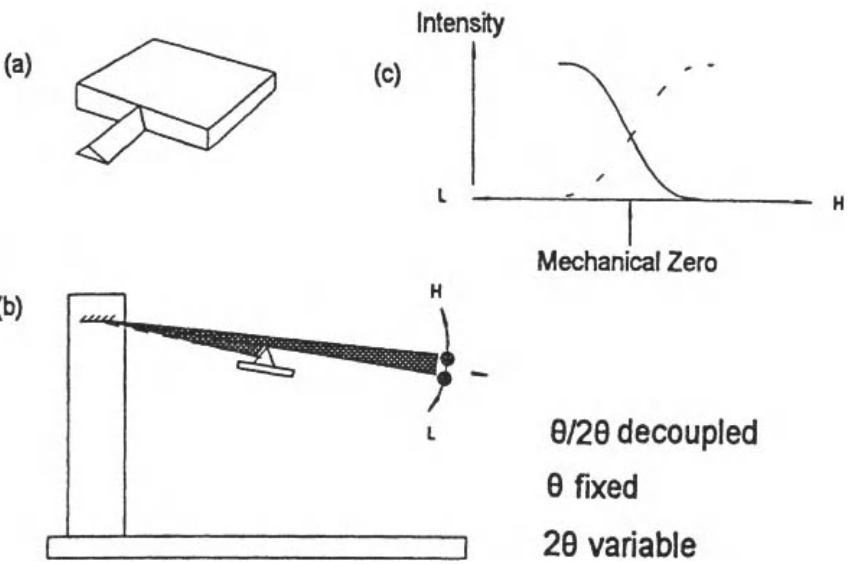 (a)
(c)
Intensity
L
H
Mechanical Zero
(b)
H
L
θ/2θ decoupled
θ fixed
2θ variable